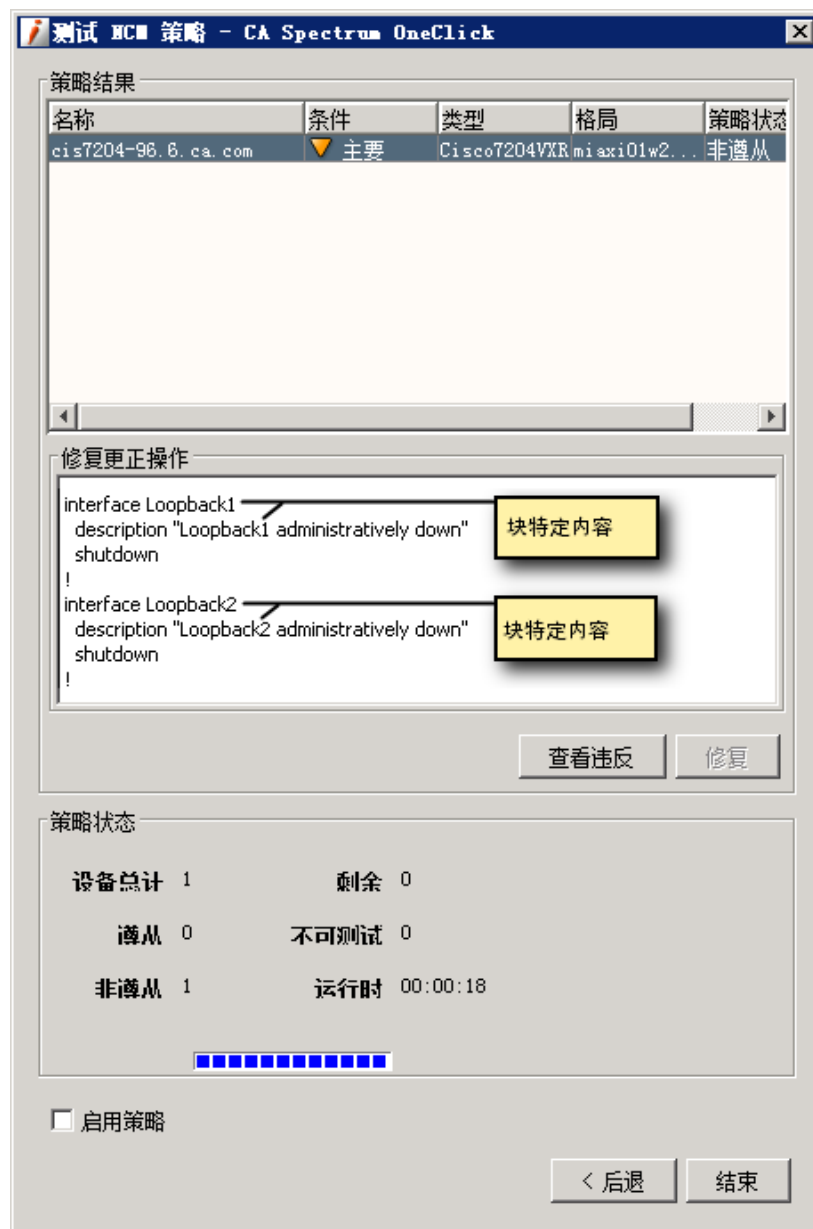 测试 NCM 策略 - CA Spectrum OneClick
策略结果
名称 条件 类型 格局 策略状态
cis7204-96.6.ca.com 主要 Cisco7204VXR miaxi01w2... 非遵从
修复更正操作
interface Loopback1
description "Loopback1 administratively down"
shutdown
!
块特定内容
interface Loopback2
description "Loopback2 administratively down"
shutdown
!
块特定内容
查看违反 修复
策略状态
设备总计 1 剩余 0
遵从 0 不可测试 0
非遵从 1 运行时 00:00:18
启用策略
< 后退 结束